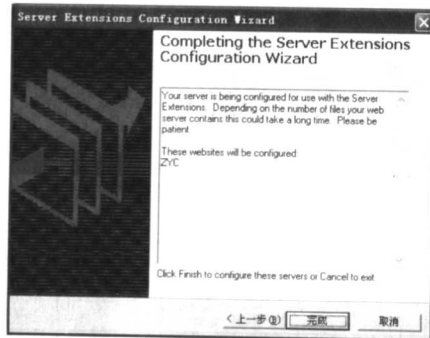 Server Extensions Configuration Wizard
Completing the Server Extensions
Configuration Wizard
Your server is being configured for use with the Server
Extensions. Depending on the number of files your web
server contains this could take a long time. Please be
patient
These websites will be configured:
ZYC
Click Finish to configure these servers or Cancel to exit.
<上一步(B) 完成 取消